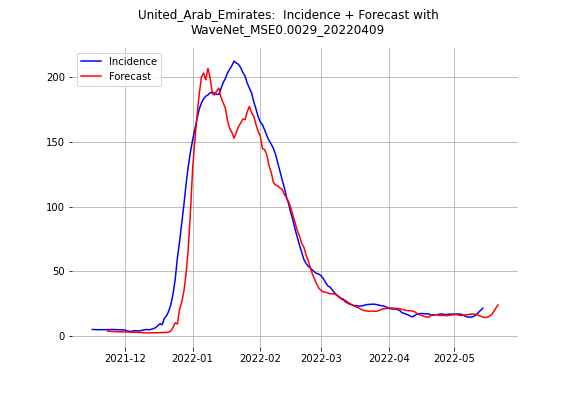 United_Arab_Emirates:  Incidence + Forecast with
WaveNet_MSE0.0029_20220409
Incidence
Forecast
200
150
100
50
0
2021-12
2022-01
2022-02
2022-03
2022-04
2022-05